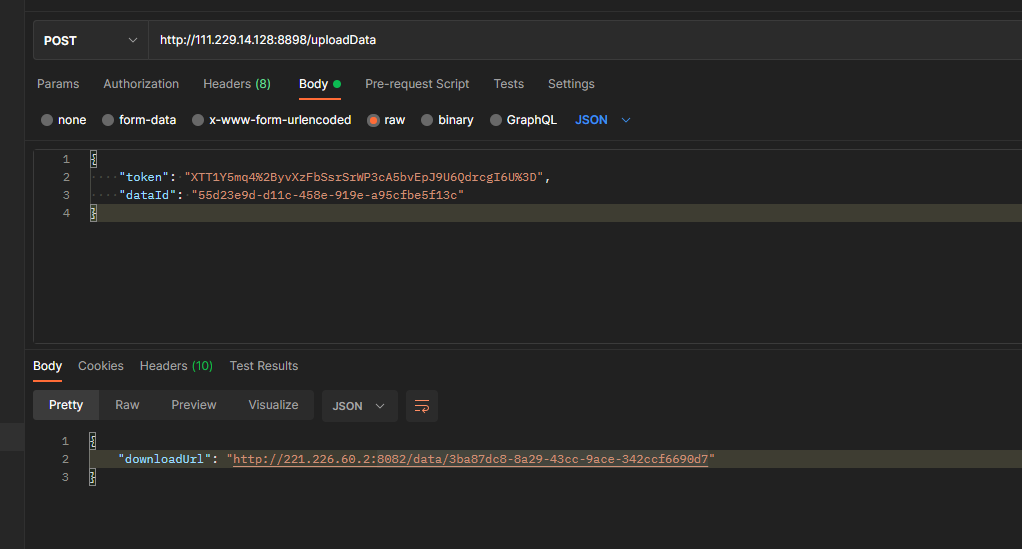 POST http://111.229.14.128:8898/uploadData
Params Authorization Headers (8) Body Pre-request Script Tests Settings
none form-data x-www-form-urlencoded raw binary GraphQL JSON
1 {
2 "token": "XTT1Y5mq4%2ByvXzFbSsrSrWP3cA5bvEpJ9U6QdrcgI6U%3D",
3 "dataId": "55d23e9d-d11c-458e-919e-a95cfbe5f13c"
4 }
Body Cookies Headers (10) Test Results
Pretty Raw Preview Visualize JSON
1 {
2 "downloadUrl": "http://221.226.60.2:8082/data/3ba87dc8-8a29-43cc-9ace-342ccf6690d7"
3 }